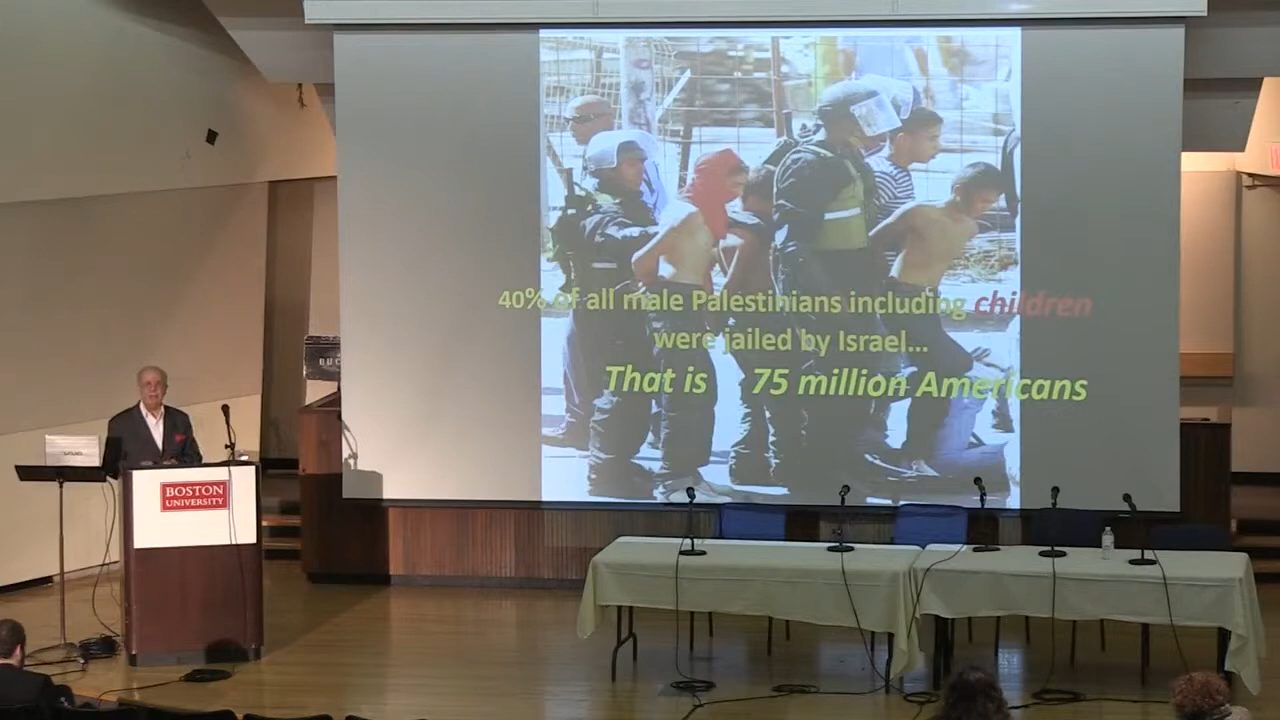 40% of all male Palestinians including children
were jailed by Israel...
That is 75 million Americans
BOSTON
UNIVERSITY